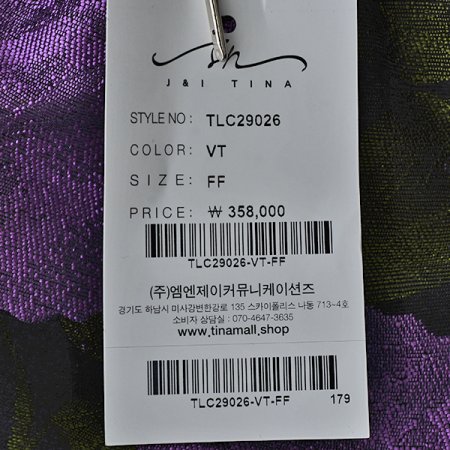 J & I TINA
STYLE NO : TLC29026
COLOR : VT
SIZE : FF
PRICE : ₩ 358,000
TLC29026-VT-FF
(주)엠엔제이커뮤니케이션즈
경기도 하남시 미사강변한강로 135 스카이폴리스 나동 713~4호
소비자 상담실 : 070-4647-3635
www.tinamall.shop
TLC29026-VT-FF
179